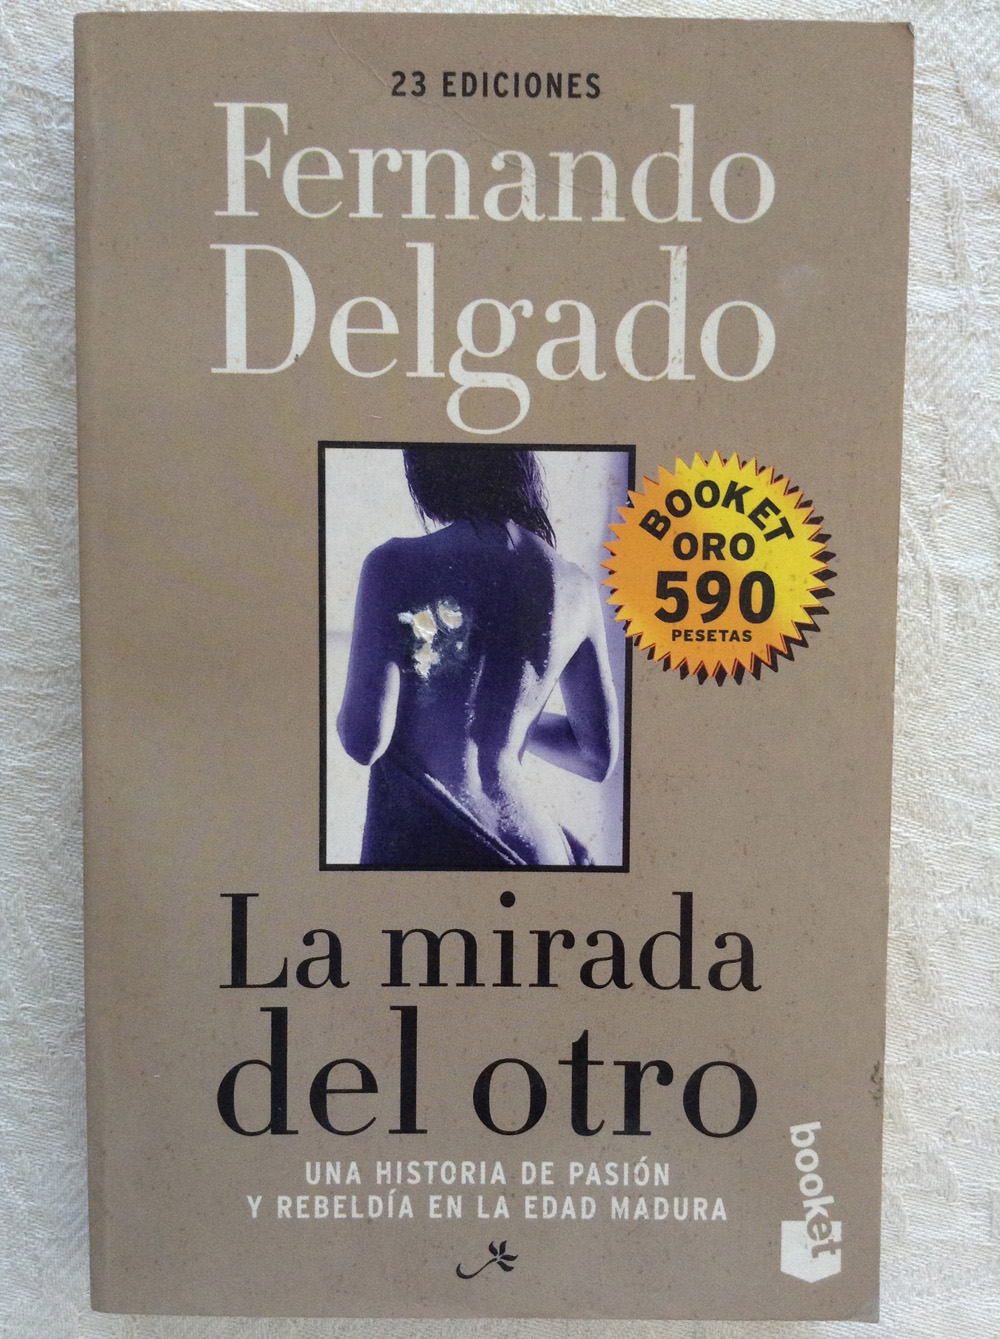 23 EDICIONES
Fernando
Delgado
BOOKET
ORO
590
PESETAS
La mirada
del otro
UNA HISTORIA DE PASIÓN
Y REBELDÍA EN LA EDAD MADURA
booket